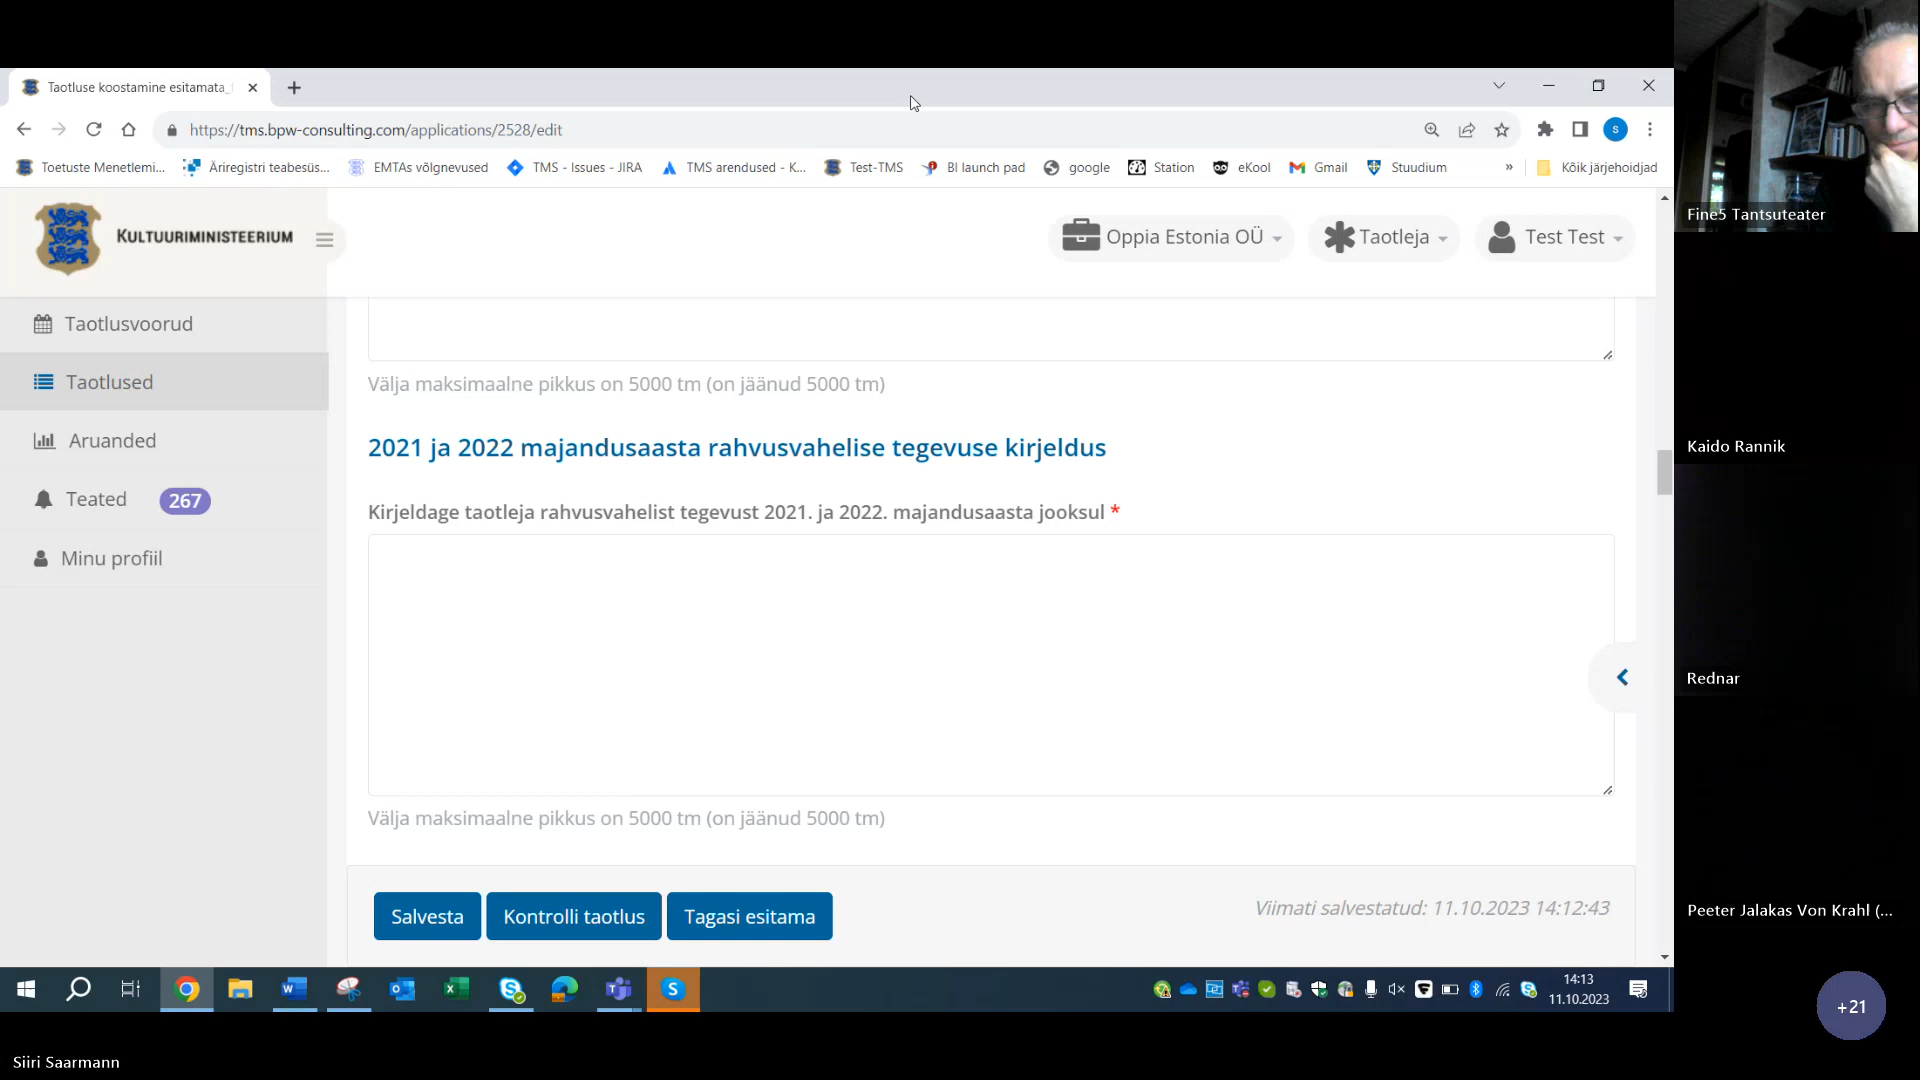 Taotluse koostamine esitamata_
https://tms.bpw-consulting.com/applications/2528/edit
Toetuste Menetlemi...
Äriregistri teabesüs...
EMTAs võlgnevused
TMS - Issues - JIRA
TMS arendused - K...
Test-TMS
BI launch pad
google
Station
eKool
Gmail
Stuudium
»
Kõik järjehoidjad
KULTUURIMINISTEERIUM
Oppia Estonia OÜ
Taotleja
Test Test
Taotlusvoorud
Taotlused
Aruanded
Teated 267
Minu profiil
Välja maksimaalne pikkus on 5000 tm (on jäänud 5000 tm)
2021 ja 2022 majandusaasta rahvusvahelise tegevuse kirjeldus
Kirjeldage taotleja rahvusvahelist tegevust 2021. ja 2022. majandusaasta jooksul *
Välja maksimaalne pikkus on 5000 tm (on jäänud 5000 tm)
Salvesta
Kontrolli taotlus
Tagasi esitama
Viimati salvestatud: 11.10.2023 14:12:43
14:13
11.10.2023
Fine5 Tantsuteater
Kaido Rannik
Rednar
Peeter Jalakas Von Krahl (...
+21
Siiri Saarmann